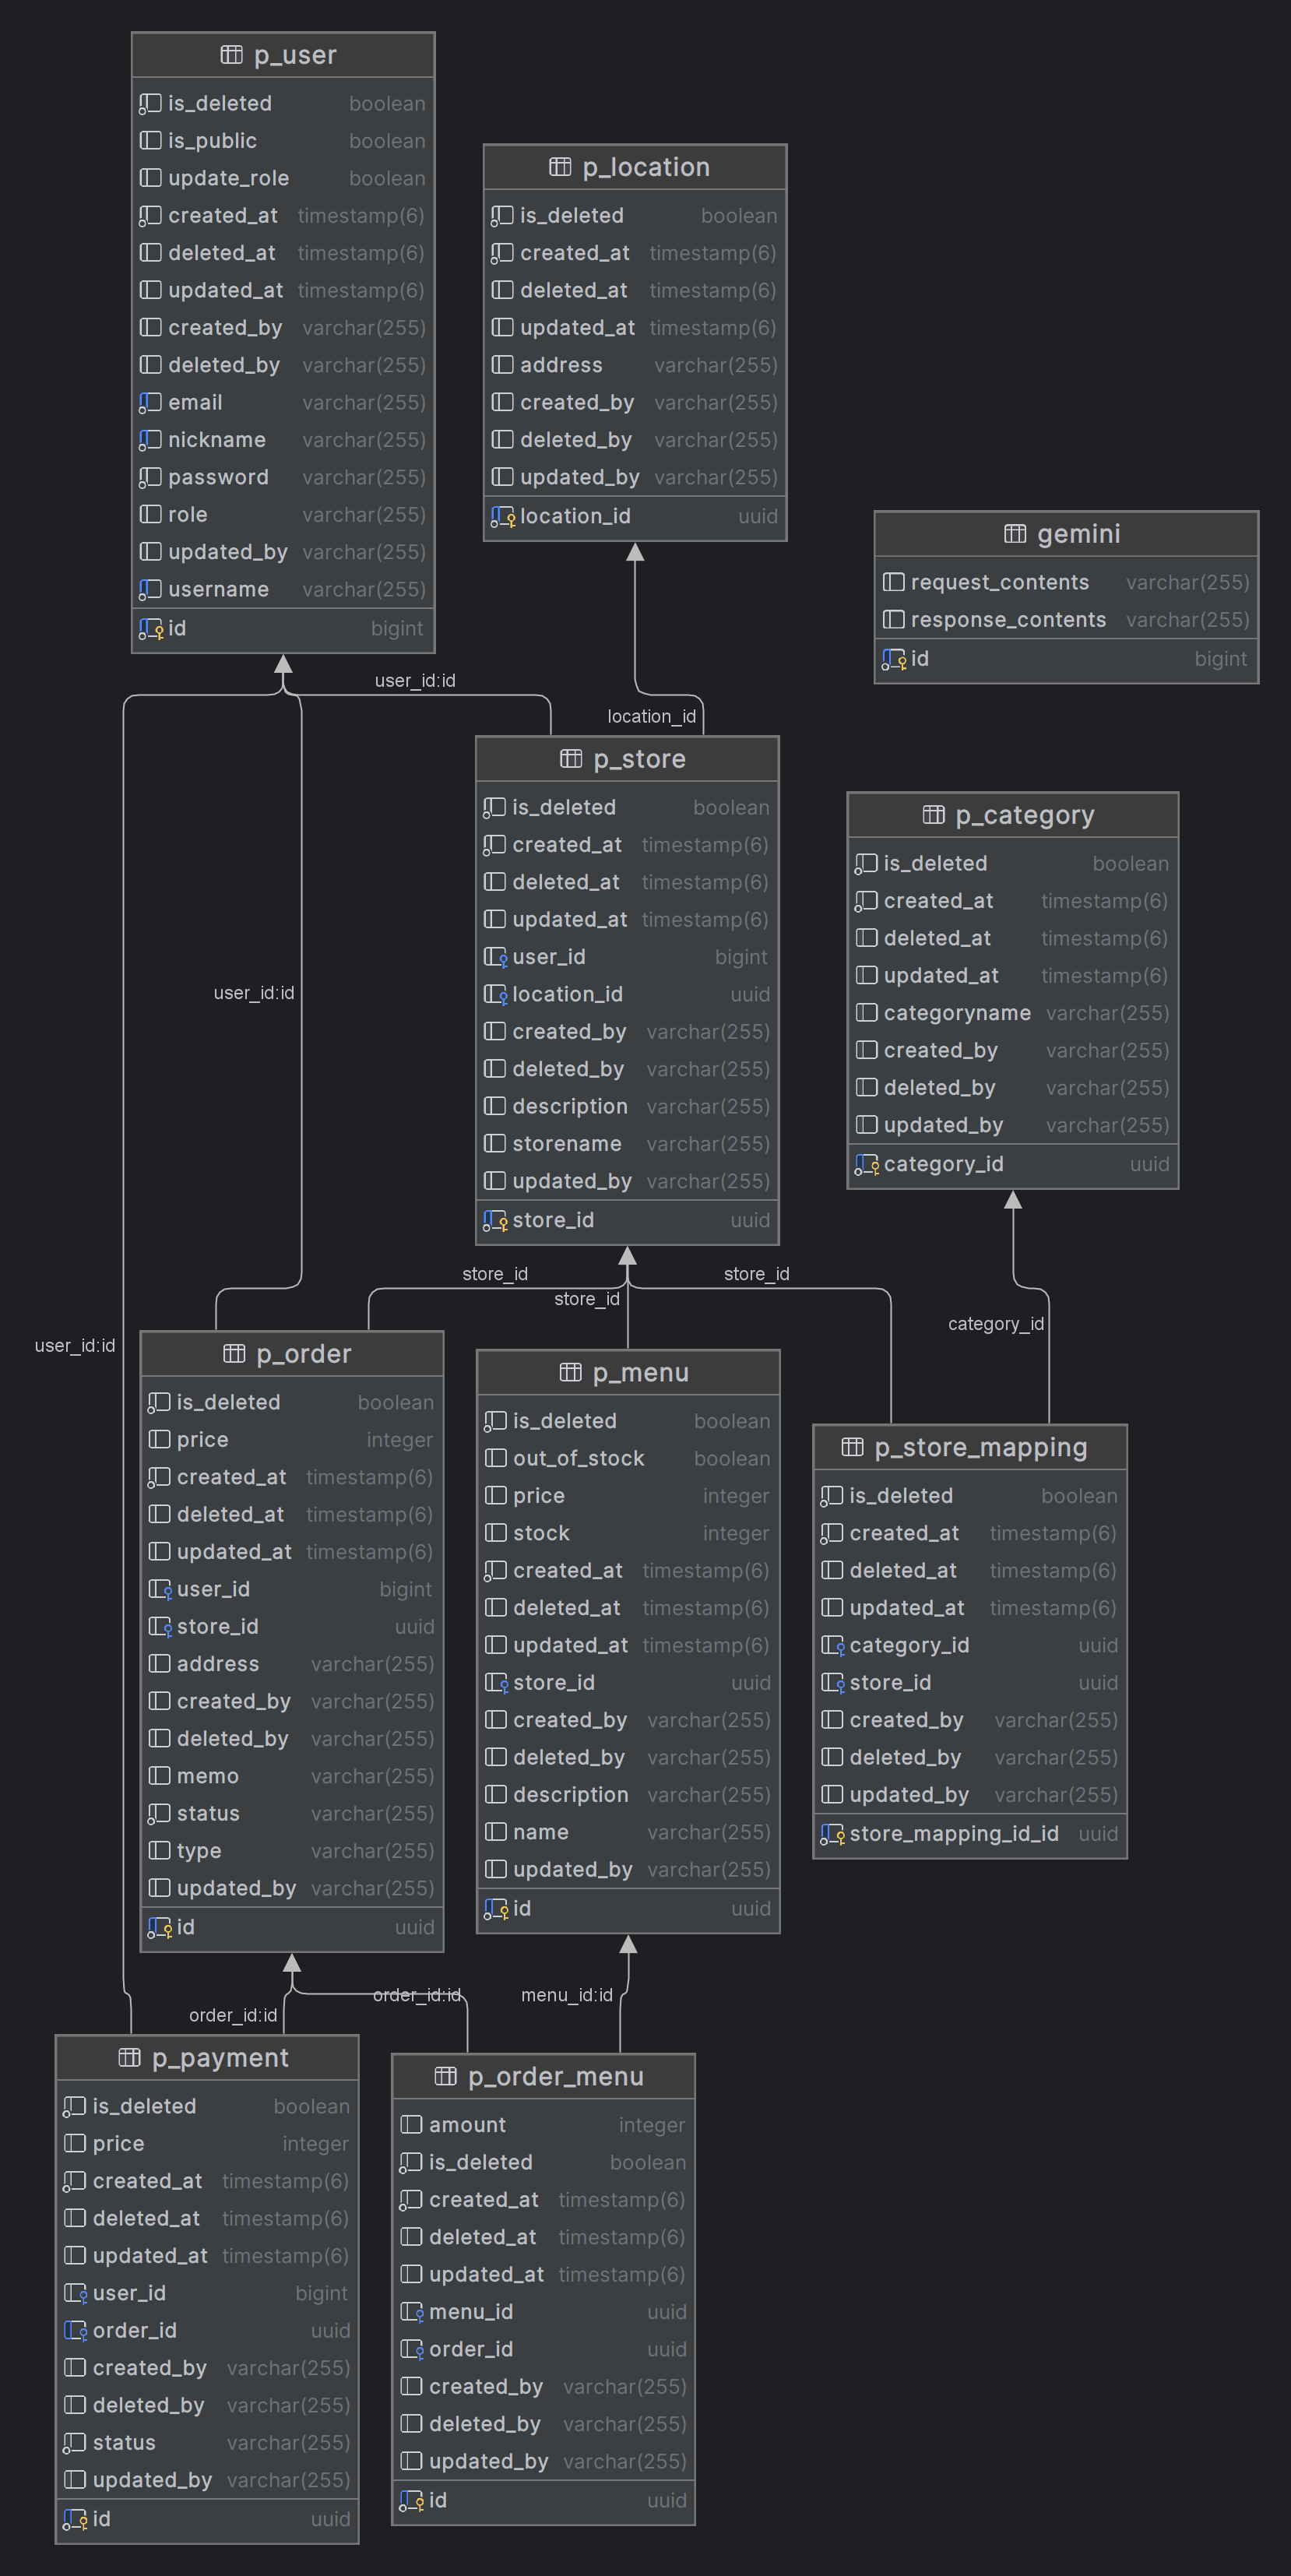 p_user
is_deleted boolean
is_public boolean
update_role boolean
created_at timestamp(6)
deleted_at timestamp(6)
updated_at timestamp(6)
created_by varchar(255)
deleted_by varchar(255)
email varchar(255)
nickname varchar(255)
password varchar(255)
role varchar(255)
updated_by varchar(255)
username varchar(255)
id bigint
p_location
is_deleted boolean
created_at timestamp(6)
deleted_at timestamp(6)
updated_at timestamp(6)
address varchar(255)
created_by varchar(255)
deleted_by varchar(255)
updated_by varchar(255)
location_id uuid
gemini
request_contents varchar(255)
response_contents varchar(255)
id bigint
user_id:id
location_id
p_store
is_deleted boolean
created_at timestamp(6)
deleted_at timestamp(6)
updated_at timestamp(6)
user_id bigint
location_id uuid
created_by varchar(255)
deleted_by varchar(255)
description varchar(255)
storename varchar(255)
updated_by varchar(255)
store_id uuid
p_category
is_deleted boolean
created_at timestamp(6)
deleted_at timestamp(6)
updated_at timestamp(6)
categoryname varchar(255)
created_by varchar(255)
deleted_by varchar(255)
updated_by varchar(255)
category_id uuid
user_id:id
store_id
store_id
store_id
category_id
user_id:id
p_order
is_deleted boolean
price integer
created_at timestamp(6)
deleted_at timestamp(6)
updated_at timestamp(6)
user_id bigint
store_id uuid
address varchar(255)
created_by varchar(255)
deleted_by varchar(255)
memo varchar(255)
status varchar(255)
type varchar(255)
updated_by varchar(255)
id uuid
p_menu
is_deleted boolean
out_of_stock boolean
price integer
stock integer
created_at timestamp(6)
deleted_at timestamp(6)
updated_at timestamp(6)
store_id uuid
created_by varchar(255)
deleted_by varchar(255)
description varchar(255)
name varchar(255)
updated_by varchar(255)
id uuid
p_store_mapping
is_deleted boolean
created_at timestamp(6)
deleted_at timestamp(6)
updated_at timestamp(6)
category_id uuid
store_id uuid
created_by varchar(255)
deleted_by varchar(255)
updated_by varchar(255)
store_mapping_id_id uuid
order_id:id
order_id:id
menu_id:id
p_payment
is_deleted boolean
price integer
created_at timestamp(6)
deleted_at timestamp(6)
updated_at timestamp(6)
user_id bigint
order_id uuid
created_by varchar(255)
deleted_by varchar(255)
status varchar(255)
updated_by varchar(255)
id uuid
p_order_menu
amount integer
is_deleted boolean
created_at timestamp(6)
deleted_at timestamp(6)
updated_at timestamp(6)
menu_id uuid
order_id uuid
created_by varchar(255)
deleted_by varchar(255)
updated_by varchar(255)
id uuid